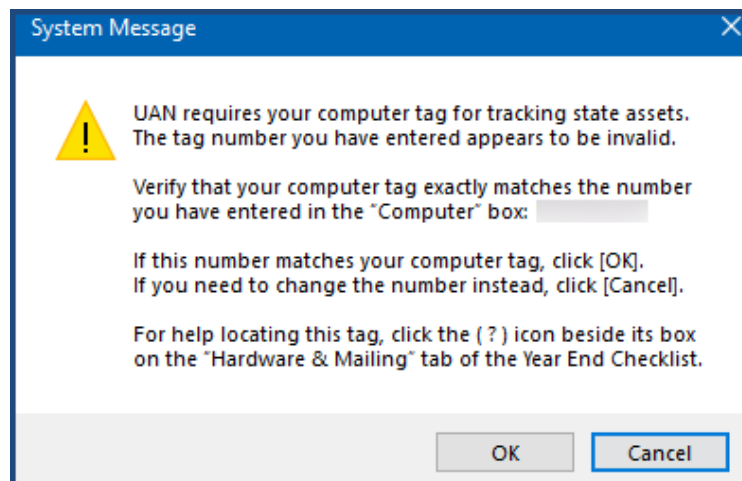 System Message
UAN requires your computer tag for tracking state assets.
The tag number you have entered appears to be invalid.
Verify that your computer tag exactly matches the number
you have entered in the "Computer" box:
If this number matches your computer tag, click [OK].
If you need to change the number instead, click [Cancel].
For help locating this tag, click the ( ? ) icon beside its box
on the "Hardware & Mailing" tab of the Year End Checklist.
OK
Cancel